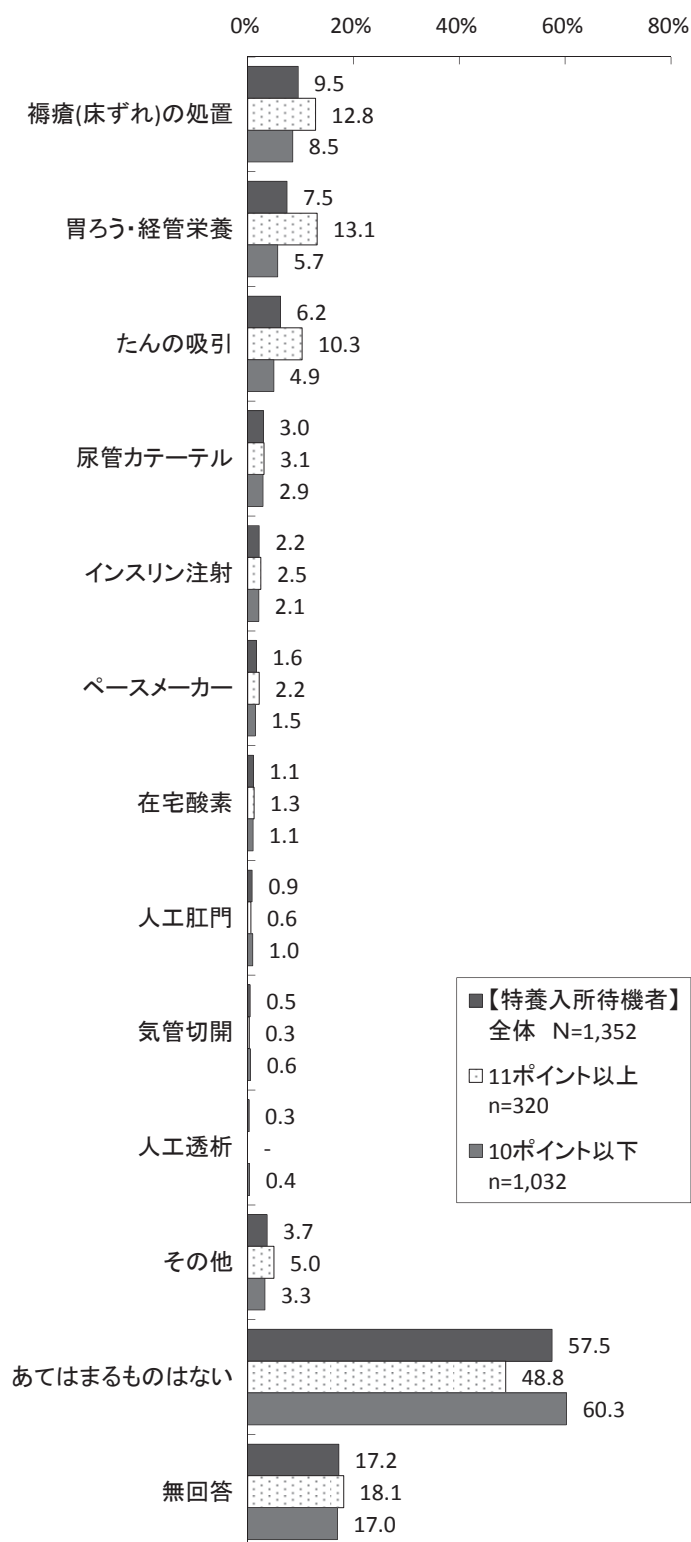 0% 20% 40% 60% 80%
褥瘡(床ずれ)の処置
9.5
12.8
8.5
胃ろう・経管栄養
7.5
13.1
5.7
たんの吸引
6.2
10.3
4.9
尿管カテーテル
3.0
3.1
2.9
インスリン注射
2.2
2.5
2.1
ペースメーカー
1.6
2.2
1.5
在宅酸素
1.1
1.3
1.1
人工肛門
0.9
0.6
1.0
気管切開
0.5
0.3
0.6
人工透析
0.3
-
0.4
その他
3.7
5.0
3.3
あてはまるものはない
57.5
48.8
60.3
無回答
17.2
18.1
17.0
【特養入所待機者】
全体 N=1,352
11ポイント以上
n=320
10ポイント以下
n=1,032